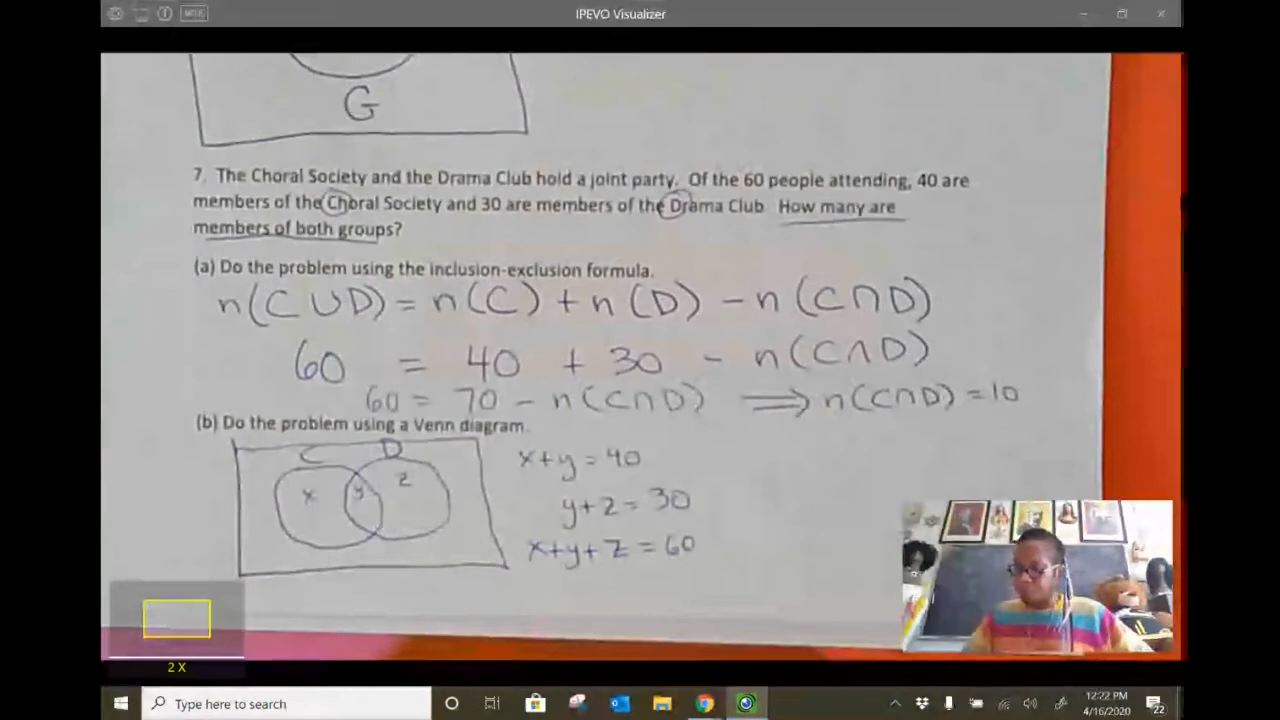 IPEVO Visualizer
G
7. The Choral Society and the Drama Club hold a joint party. Of the 60 people attending, 40 are
members of the Choral Society and 30 are members of the Drama Club. How many are
members of both groups?
(a) Do the problem using the inclusion-exclusion formula.
n(C∪D) = n(C) + n(D) - n(C∩D)
60 = 40 + 30 - n(C∩D)
60 = 70 - n(C∩D) ⟹ n(C∩D) = 10
(b) Do the problem using a Venn diagram.
C D
x y z
x+y = 40
y+z = 30
x+y+z = 60
2 X
Type here to search
12:22 PM
4/16/2020
22